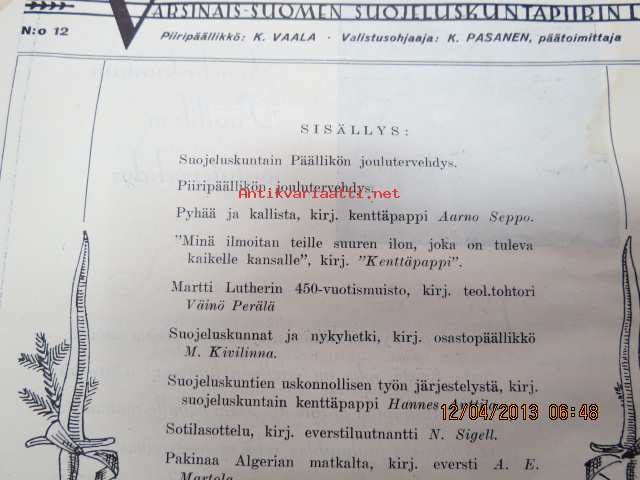 VARSINAIS-SUOMEN SUOJELUSKUNTAPIIRIN
N:o 12
Piiripäällikkö: K. VAALA · Valistusohjaaja: K. PASANEN, päätoimittaja
SISÄLLYS:
Suojeluskuntain Päällikön joulutervehdys.
Piiripäällikön joulutervehdys.
Antikvariaatti.net
Pyhää ja kallista, kirj. kenttäpappi Aarno Seppo.
"Minä ilmoitan teille suuren ilon, joka on tuleva
kaikelle kansalle", kirj. "Kenttäpappi".
Martti Lutherin 450-vuotismuisto, kirj. teol.tohtori
Väinö Perälä
Suojeluskunnat ja nykyhetki, kirj. osastopäällikkö
M. Kivilinna.
Suojeluskuntien uskonnollisen työn järjestelystä, kirj.
suojeluskuntain kenttäpappi Hannes Anttila.
12/04/2013 06:48
Sotilasottelu, kirj. everstiluutnantti N. Sigell.
Pakinaa Algerian matkalta, kirj. eversti A. E.
Martola